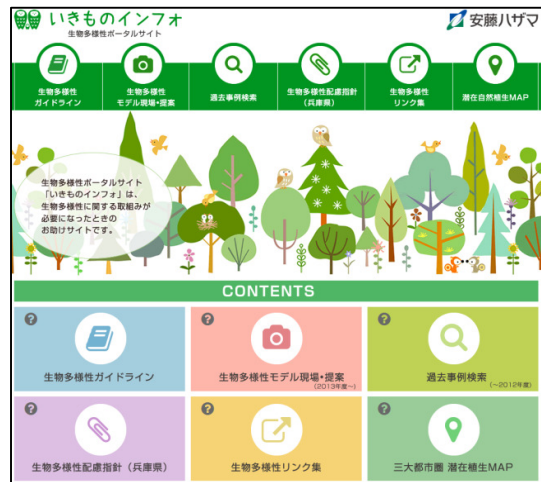 いきものインフォ
生物多様性ポータルサイト
安藤ハザマ
生物多様性
ガイドライン
生物多様性
モデル現場・提案
過去事例検索
生物多様性配慮指針
（兵庫県）
生物多様性
リンク集
潜在自然植生MAP
生物多様性ポータルサイト
「いきものインフォ」は、
生物多様性に関する取組みが
必要になったときの
お助けサイトです。
CONTENTS
?
生物多様性ガイドライン
?
生物多様性モデル現場・提案
（2013年度〜）
?
過去事例検索
（〜2012年度）
?
生物多様性配慮指針（兵庫県）
?
生物多様性リンク集
?
三大都市圏 潜在植生MAP